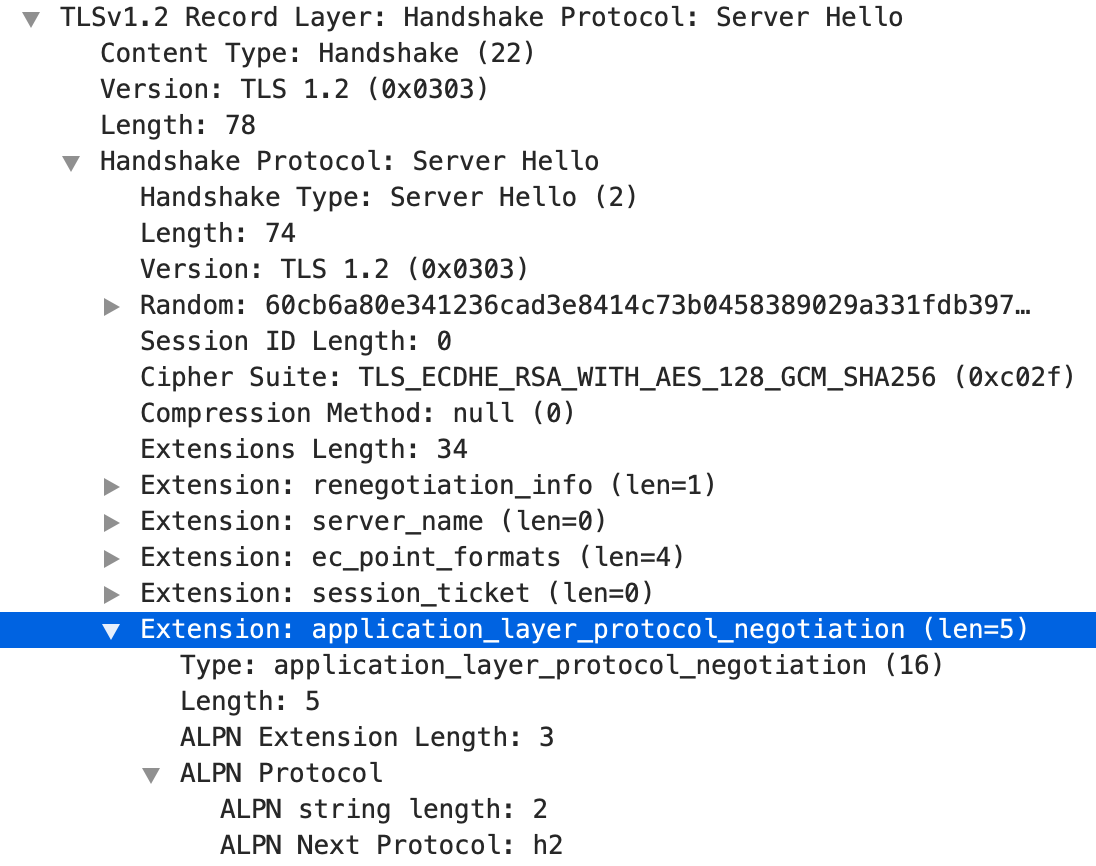 TLSv1.2 Record Layer: Handshake Protocol: Server Hello
Content Type: Handshake (22)
Version: TLS 1.2 (0x0303)
Length: 78
Handshake Protocol: Server Hello
Handshake Type: Server Hello (2)
Length: 74
Version: TLS 1.2 (0x0303)
Random: 60cb6a80e341236cad3e8414c73b0458389029a331fdb397…
Session ID Length: 0
Cipher Suite: TLS_ECDHE_RSA_WITH_AES_128_GCM_SHA256 (0xc02f)
Compression Method: null (0)
Extensions Length: 34
Extension: renegotiation_info (len=1)
Extension: server_name (len=0)
Extension: ec_point_formats (len=4)
Extension: session_ticket (len=0)
Extension: application_layer_protocol_negotiation (len=5)
Type: application_layer_protocol_negotiation (16)
Length: 5
ALPN Extension Length: 3
ALPN Protocol
ALPN string length: 2
ALPN Next Protocol: h2